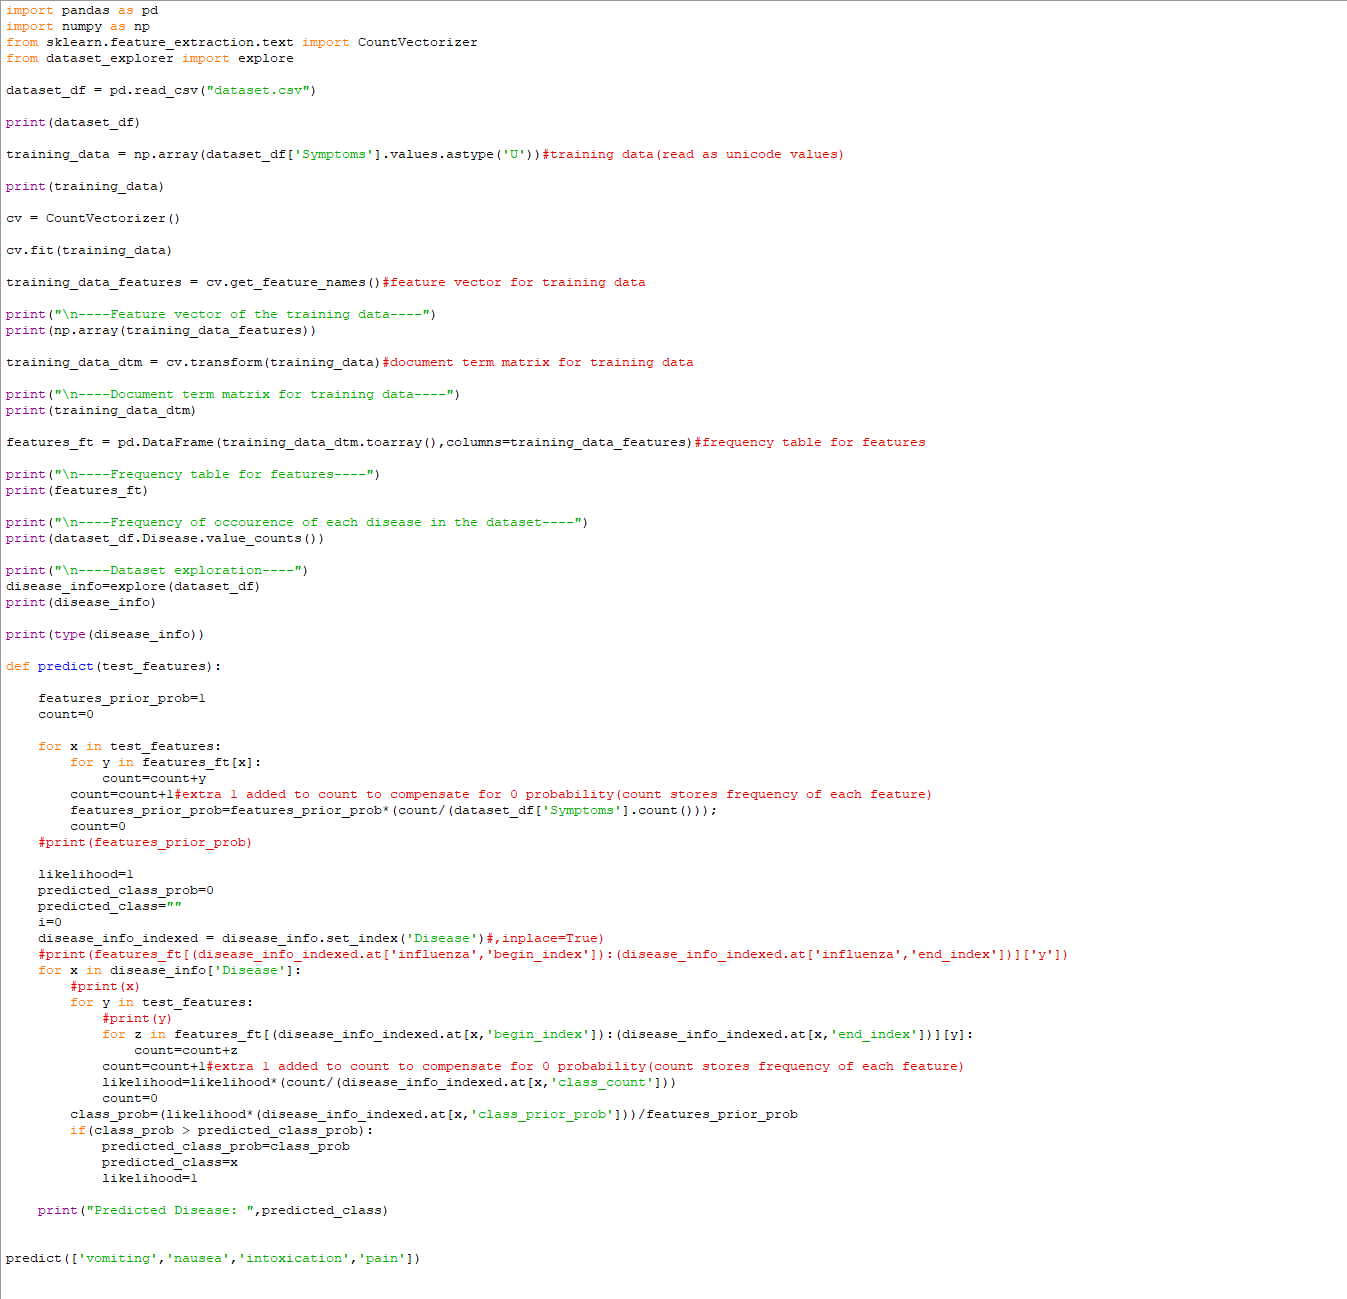 import pandas as pd
import numpy as np
from sklearn.feature_extraction.text import CountVectorizer
from dataset_explorer import explore

dataset_df = pd.read_csv("dataset.csv")

print(dataset_df)

training_data = np.array(dataset_df['Symptoms'].values.astype('U'))#training data(read as unicode values)

print(training_data)

cv = CountVectorizer()

cv.fit(training_data)

training_data_features = cv.get_feature_names()#feature vector for training data

print("\n----Feature vector of the training data----")
print(np.array(training_data_features))

training_data_dtm = cv.transform(training_data)#document term matrix for training data

print("\n----Document term matrix for training data----")
print(training_data_dtm)

features_ft = pd.DataFrame(training_data_dtm.toarray(),columns=training_data_features)#frequency table for features

print("\n----Frequency table for features----")
print(features_ft)

print("\n----Frequency of occourence of each disease in the dataset----")
print(dataset_df.Disease.value_counts())

print("\n----Dataset exploration----")
disease_info=explore(dataset_df)
print(disease_info)

print(type(disease_info))

def predict(test_features):

    features_prior_prob=1
    count=0

    for x in test_features:
        for y in features_ft[x]:
            count=count+y
        count=count+1#extra 1 added to count to compensate for 0 probability(count stores frequency of each feature)
        features_prior_prob=features_prior_prob*(count/(dataset_df['Symptoms'].count()));
        count=0
    #print(features_prior_prob)

    likelihood=1
    predicted_class_prob=0
    predicted_class=""
    i=0
    disease_info_indexed = disease_info.set_index('Disease')#,inplace=True)
    #print(features_ft[(disease_info_indexed.at['influenza','begin_index']):(disease_info_indexed.at['influenza','end_index'])]['y'])
    for x in disease_info['Disease']:
        #print(x)
        for y in test_features:
            #print(y)
            for z in features_ft[(disease_info_indexed.at[x,'begin_index']):(disease_info_indexed.at[x,'end_index'])][y]:
                count=count+z
            count=count+1#extra 1 added to count to compensate for 0 probability(count stores frequency of each feature)
            likelihood=likelihood*(count/(disease_info_indexed.at[x,'class_count']))
            count=0
        class_prob=(likelihood*(disease_info_indexed.at[x,'class_prior_prob']))/features_prior_prob
        if(class_prob > predicted_class_prob):
            predicted_class_prob=class_prob
            predicted_class=x
            likelihood=1

    print("Predicted Disease: ",predicted_class)


predict(['vomiting','nausea','intoxication','pain'])